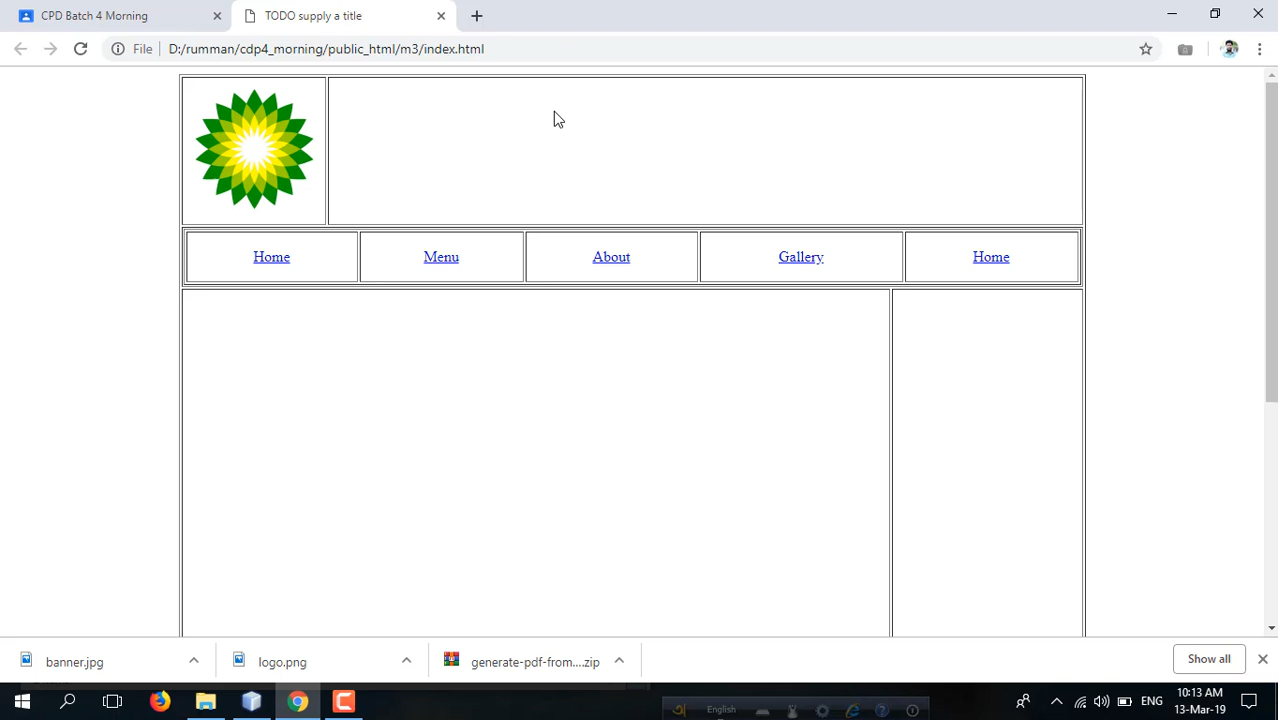 CPD Batch 4 Morning
TODO supply a title
File
D:/rumman/cdp4_morning/public_html/m3/index.html
Home
Menu
About
Gallery
Home
banner.jpg
logo.png
generate-pdf-from....zip
Show all
English
ENG
10:13 AM
13-Mar-19